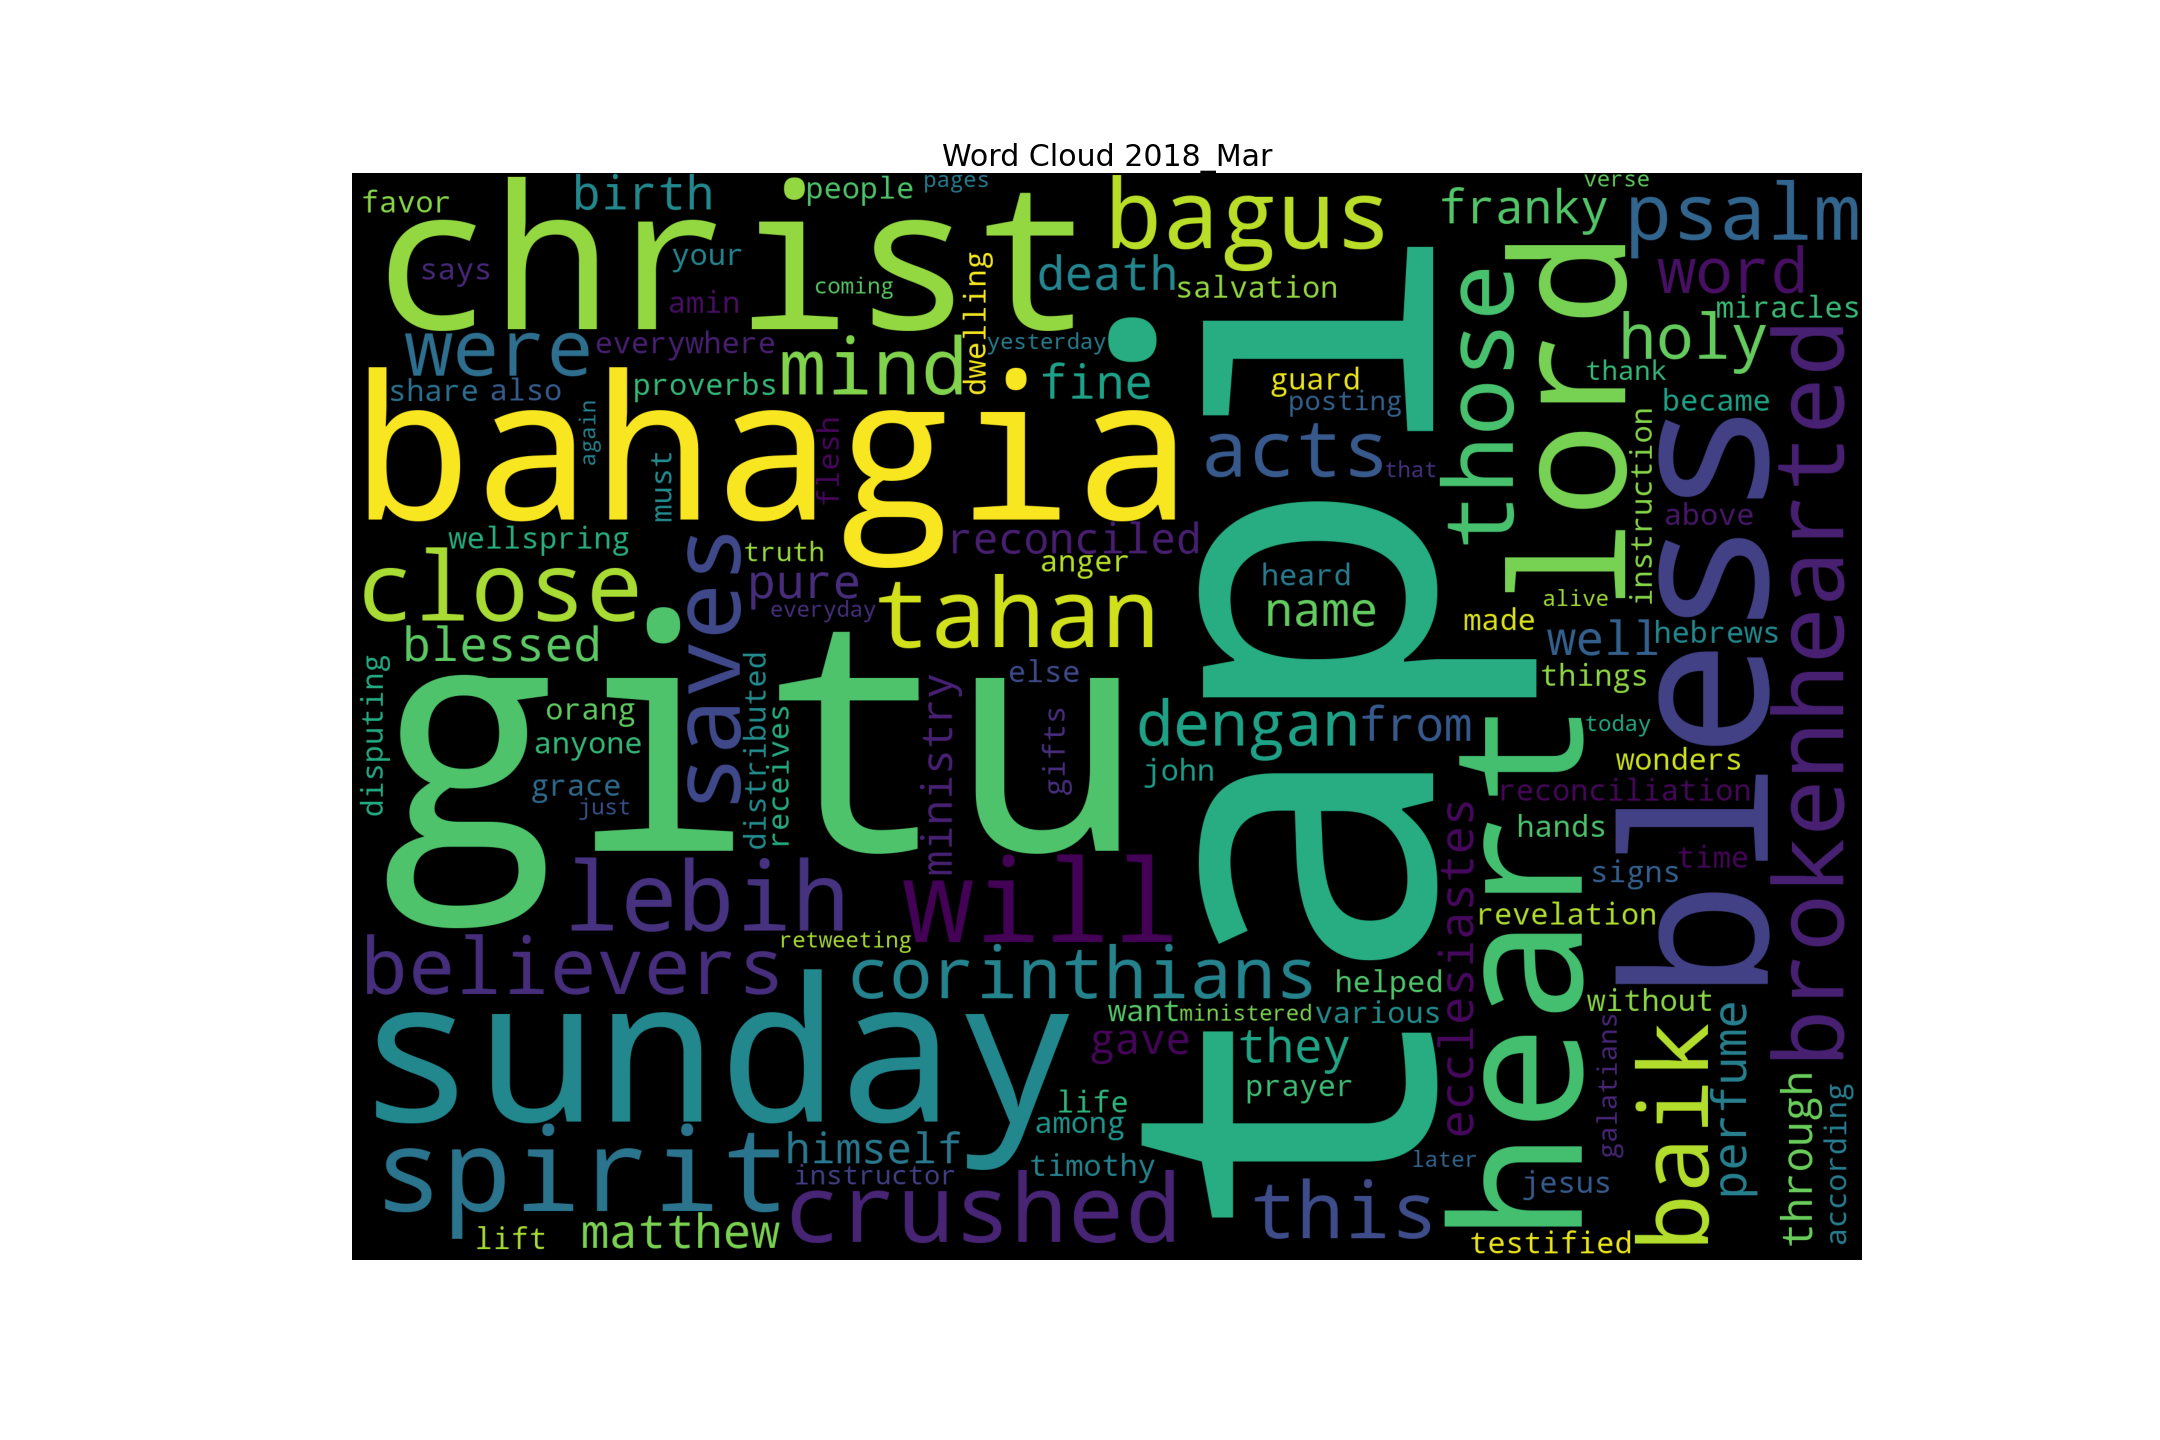 Word Cloud 2018_Mar
favor
birth
people
pages
bagus
franky
verse
psalm
christ
says
your
amin
coming
dwelling
death
salvation
tapi
those
lord
word
miracles
holy
were
everywhere
mind
yesterday
fine
guard
posting
thank
became
brokenhearted
share
also
proverbs
bahagia
again
must
flesh
acts
that
instruction
bless
above
wellspring
saves
truth
reconciled
anger
close
pure
everyday
tahan
heard
name
made
alive
well
hebrews
blessed
gitu
disputing
orang
anyone
distributed
receives
ministry
else
gifts
things
dengan
from
heart
today
wonders
grace
just
john
reconciliation
ecclesiastes
hands
time
signs
lebih
will
revelation
retweeting
believers
corinthians
helped
without
sunday
want
ministered
various
gave
they
galatians
baik
perfume
prayer
life
among
through
according
spirit
himself
instructor
timothy
later
jesus
crushed
this
lift
matthew
testified